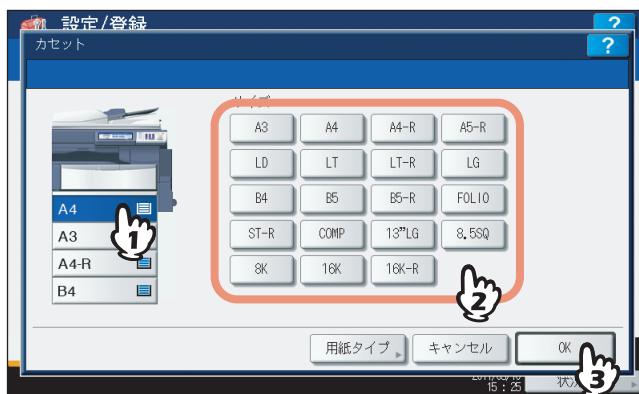 設定/登録 ?
カセット ?
サイズ
A3 A4 A4-R A5-R
LD LT LT-R LG
B4 B5 B5-R FOLIO
ST-R COMP 13"LG 8.5SQ
8K 16K 16K-R
A4
A3
A4-R
B4
1
2
用紙タイプ キャンセル OK
3
15:25